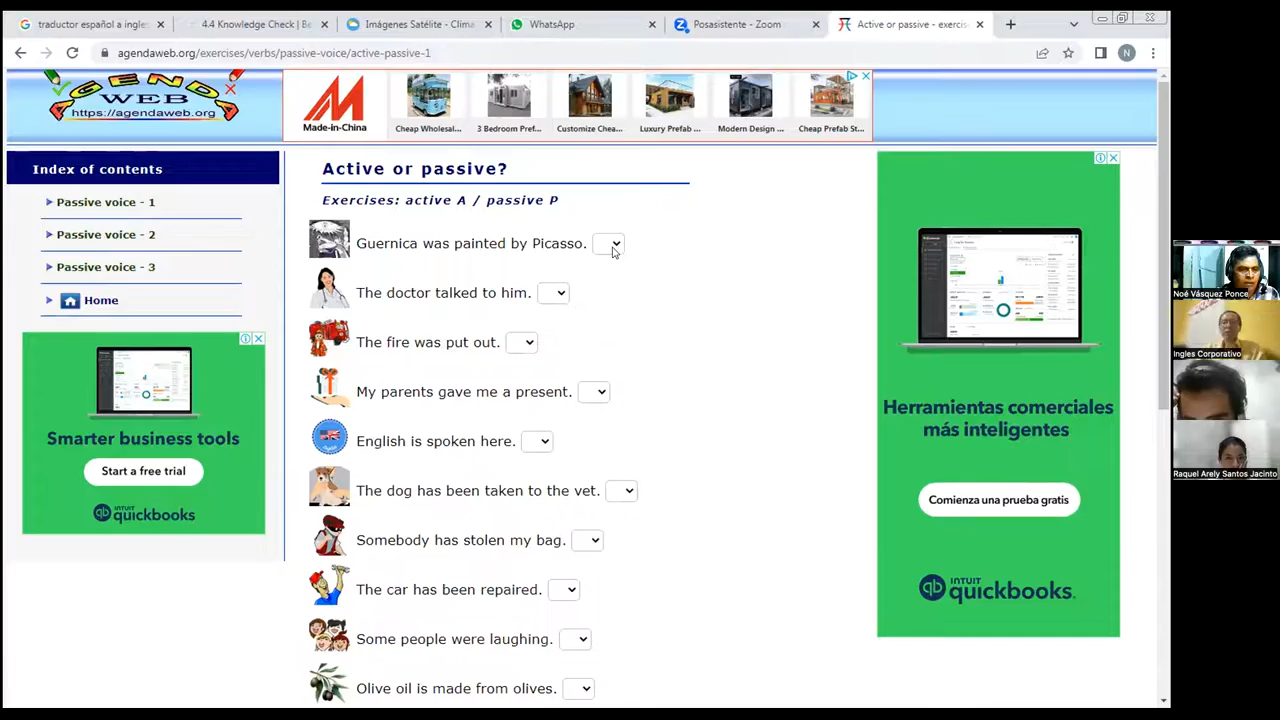 traductor español a ingles
4.4 Knowledge Check | Be
Imágenes Satélite - Clima
WhatsApp
Posasistente - Zoom
Active or passive - exercis
agendaweb.org/exercises/verbs/passive-voice/active-passive-1
N
AGENDA
WEB
https://agendaweb.org
Made-in-China
Cheap Wholesal...
3 Bedroom Pref...
Customize Chea...
Luxury Prefab ...
Modern Design ...
Cheap Prefab St...
Index of contents
Passive voice - 1
Passive voice - 2
Passive voice - 3
Home
Smarter business tools
Start a free trial
INTUIT
quickbooks
Active or passive?
Exercises: active A / passive P
Guernica was painted by Picasso.
The doctor talked to him.
The fire was put out.
My parents gave me a present.
English is spoken here.
The dog has been taken to the vet.
Somebody has stolen my bag.
The car has been repaired.
Some people were laughing.
Olive oil is made from olives.
Herramientas comerciales
más inteligentes
Comienza una prueba gratis
INTUIT
quickbooks.
Noé Vásquez Ponce
Ingles Corporativo
Raquel Arely Santos Jacinto